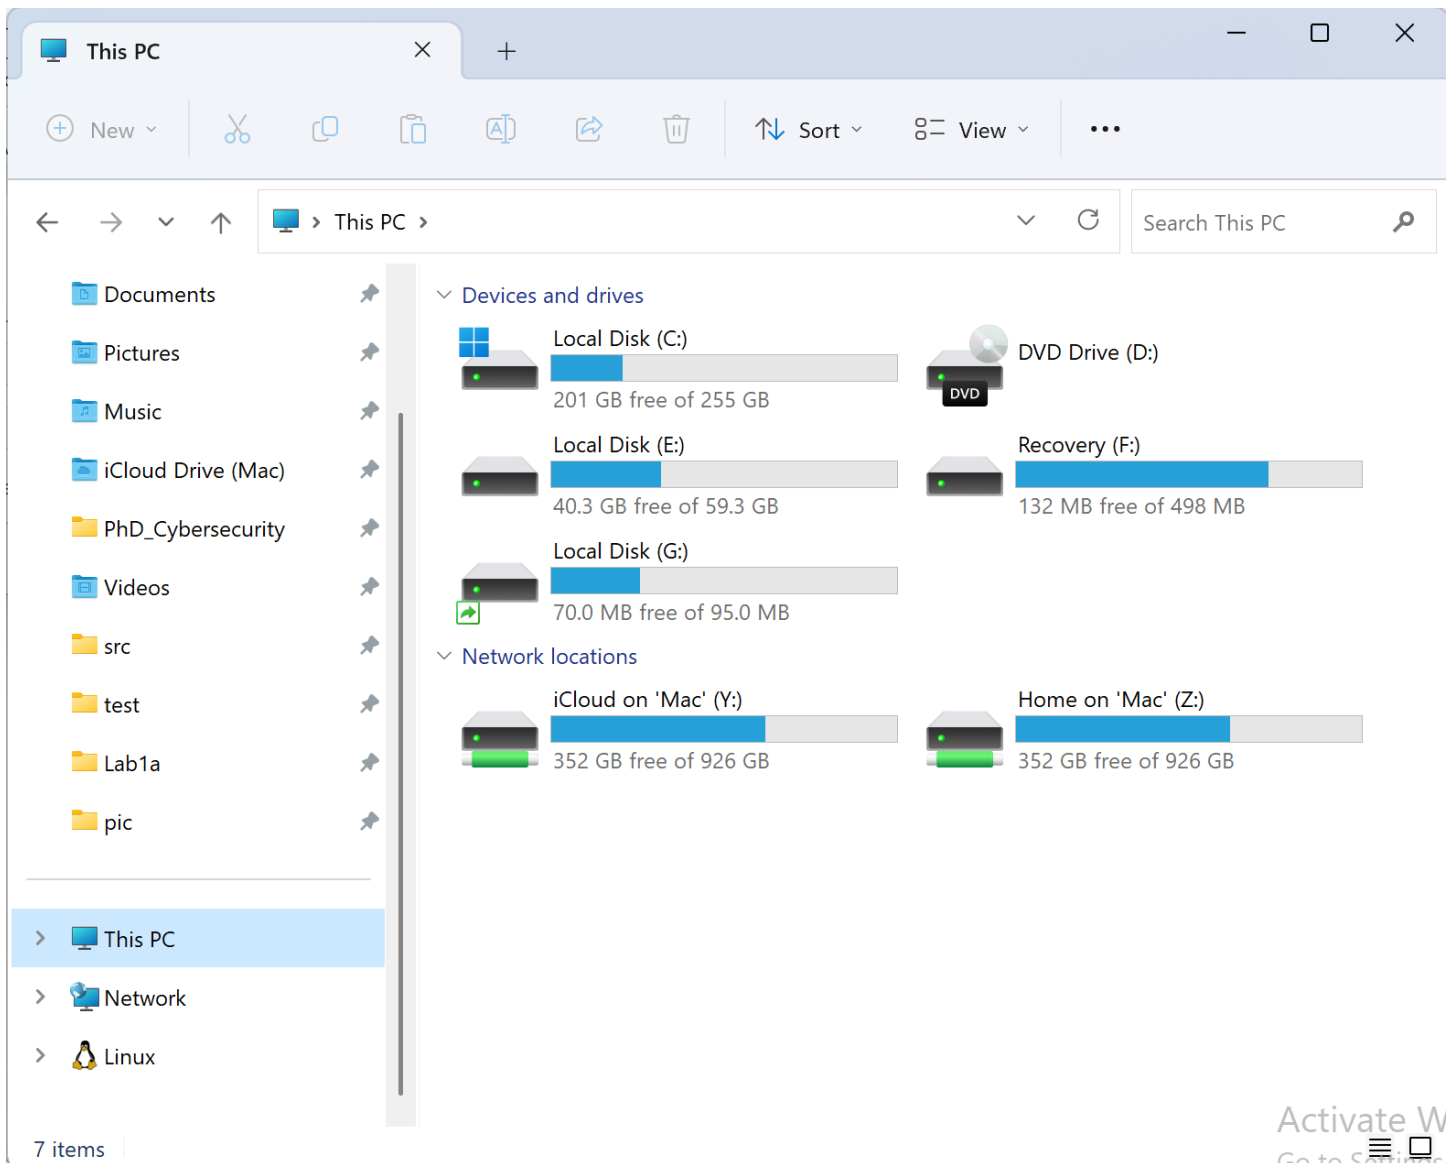 This PC
New
Sort
View
This PC
Search This PC
Documents
Pictures
Music
iCloud Drive (Mac)
PhD_Cybersecurity
Videos
src
test
Lab1a
pic
This PC
Network
Linux
Devices and drives
Local Disk (C:)
201 GB free of 255 GB
DVD
DVD Drive (D:)
Local Disk (E:)
40.3 GB free of 59.3 GB
Recovery (F:)
132 MB free of 498 MB
Local Disk (G:)
70.0 MB free of 95.0 MB
Network locations
iCloud on 'Mac' (Y:)
352 GB free of 926 GB
Home on 'Mac' (Z:)
352 GB free of 926 GB
7 items
Activate W
Go to Settings